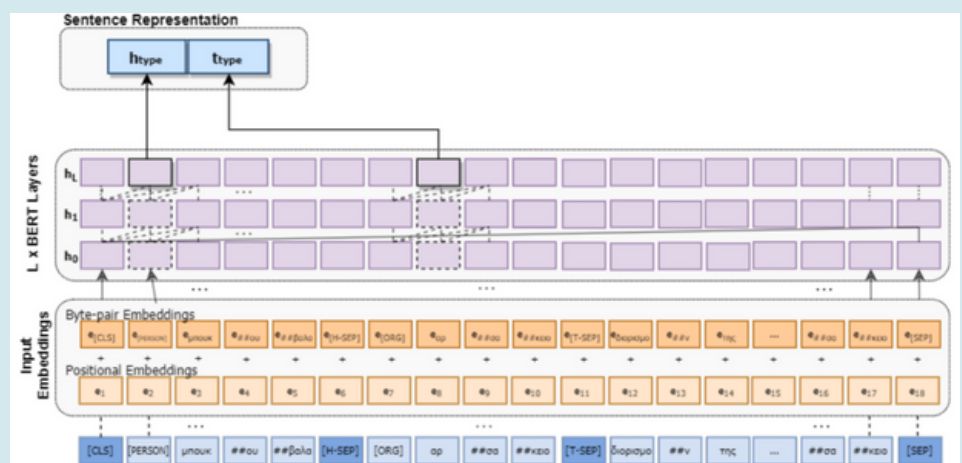 Sentence Representation
htype ttype
L x BERT Layers
hL
...
...
h1
...
h0
... ... ...
Input Embeddings
Byte-pair Embeddings
e[CLS] e[PERSON] eμπουκ e##ου e##βαλα e[H-SEP] e[ORG] eαρ e##σα e##κειο e[T-SEP] eδιορισμο e##ν eτης ... e##σα e##κειο e[SEP]
+ + + + + + + + + + + + + + + + + +
Positional Embeddings
e1 e2 e3 e4 e5 e6 e7 e8 e9 e10 e11 e12 e13 e14 e15 e16 e17 e18
... ... ...
[CLS] [PERSON] μπουκ ##ου ##βαλα [H-SEP] [ORG] αρ ##σα ##κειο [T-SEP] διορισμο ##ν της ... ##σα ##κειο [SEP]